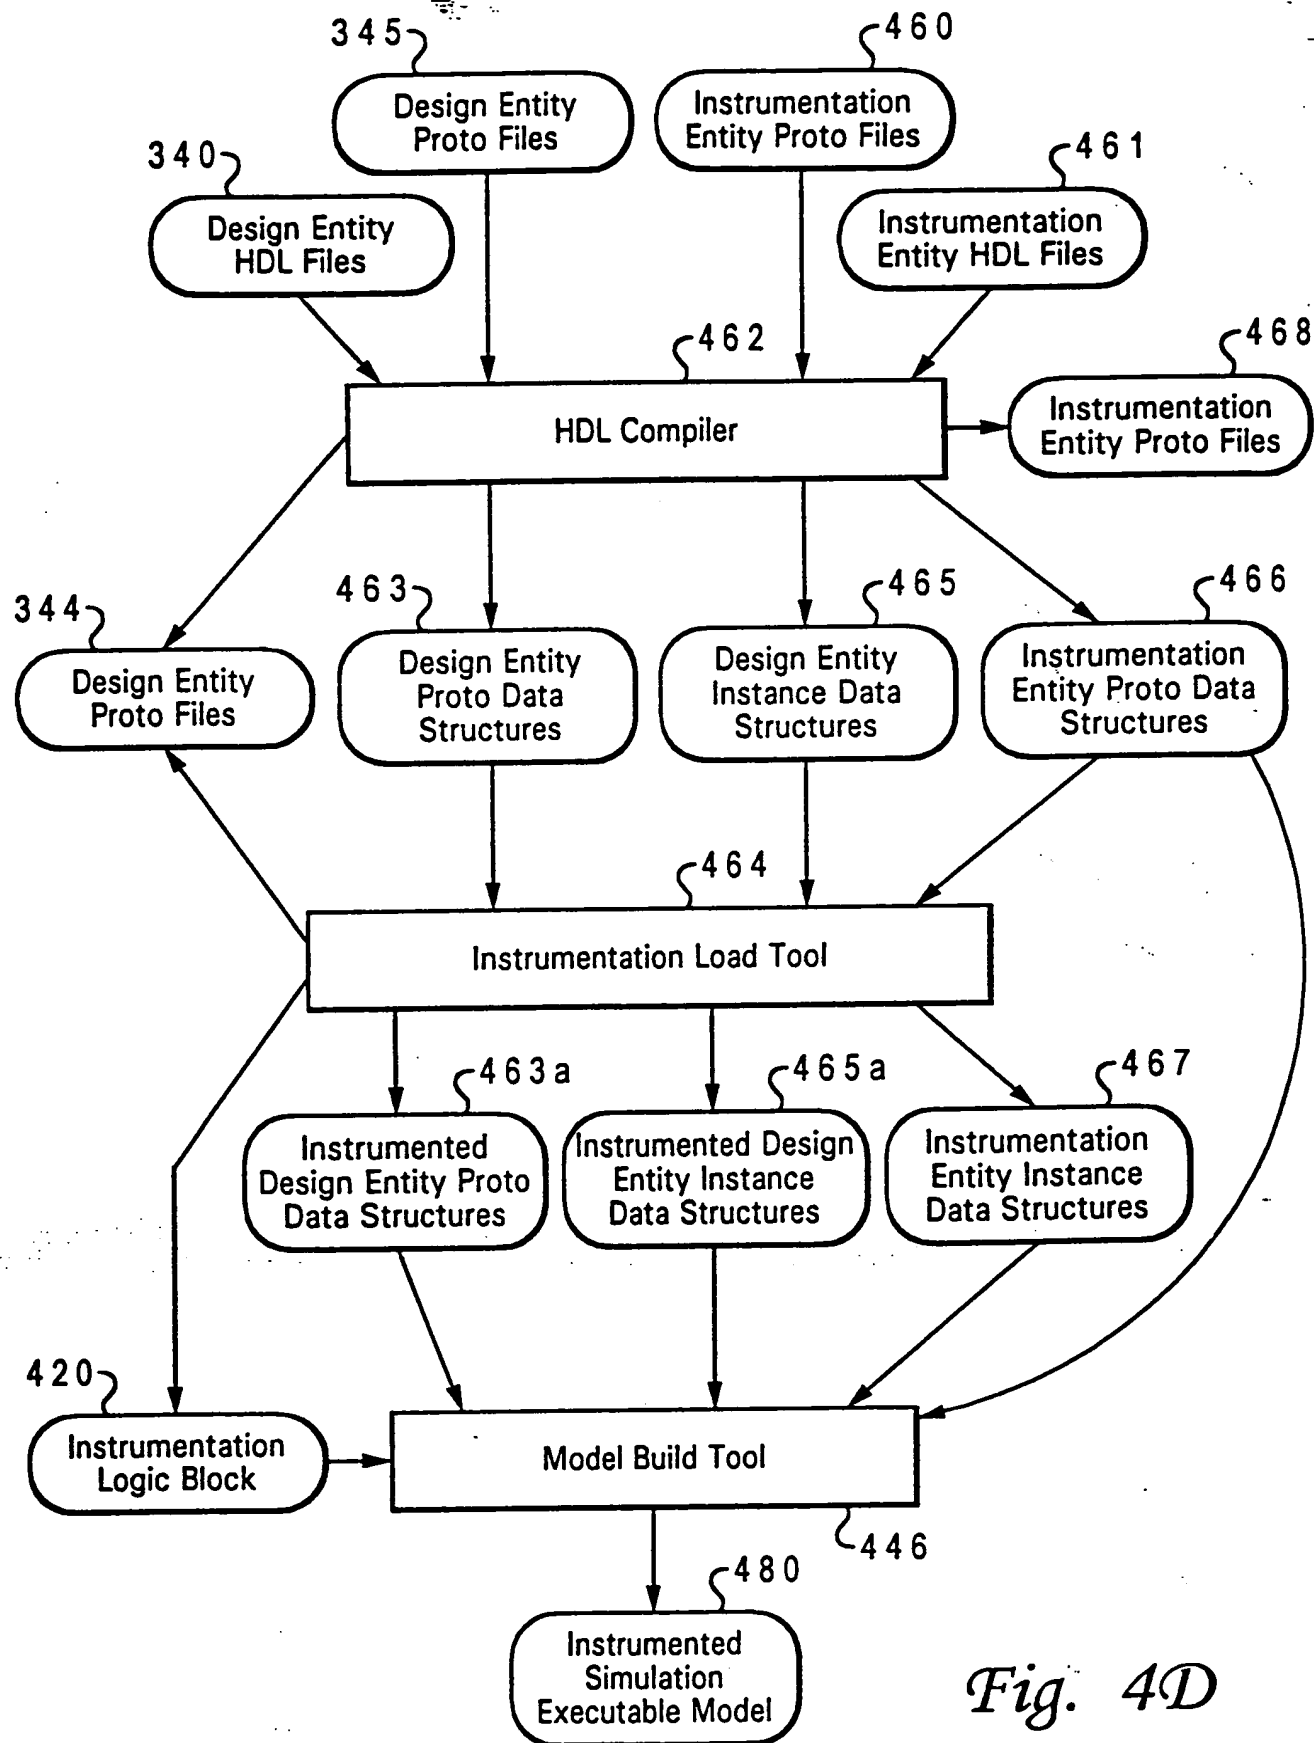 345
460
Design Entity
Proto Files
Instrumentation
Entity Proto Files
340
461
Design Entity
HDL Files
Instrumentation
Entity HDL Files
462
468
HDL Compiler
Instrumentation
Entity Proto Files
344
463
465
466
Design Entity
Proto Files
Design Entity
Proto Data
Structures
Design Entity
Instance Data
Structures
Instrumentation
Entity Proto Data
Structures
464
Instrumentation Load Tool
463a
465a
467
Instrumented
Design Entity Proto
Data Structures
Instrumented Design
Entity Instance
Data Structures
Instrumentation
Entity Instance
Data Structures
420
Instrumentation
Logic Block
Model Build Tool
446
480
Instrumented
Simulation
Executable Model
Fig. 4D